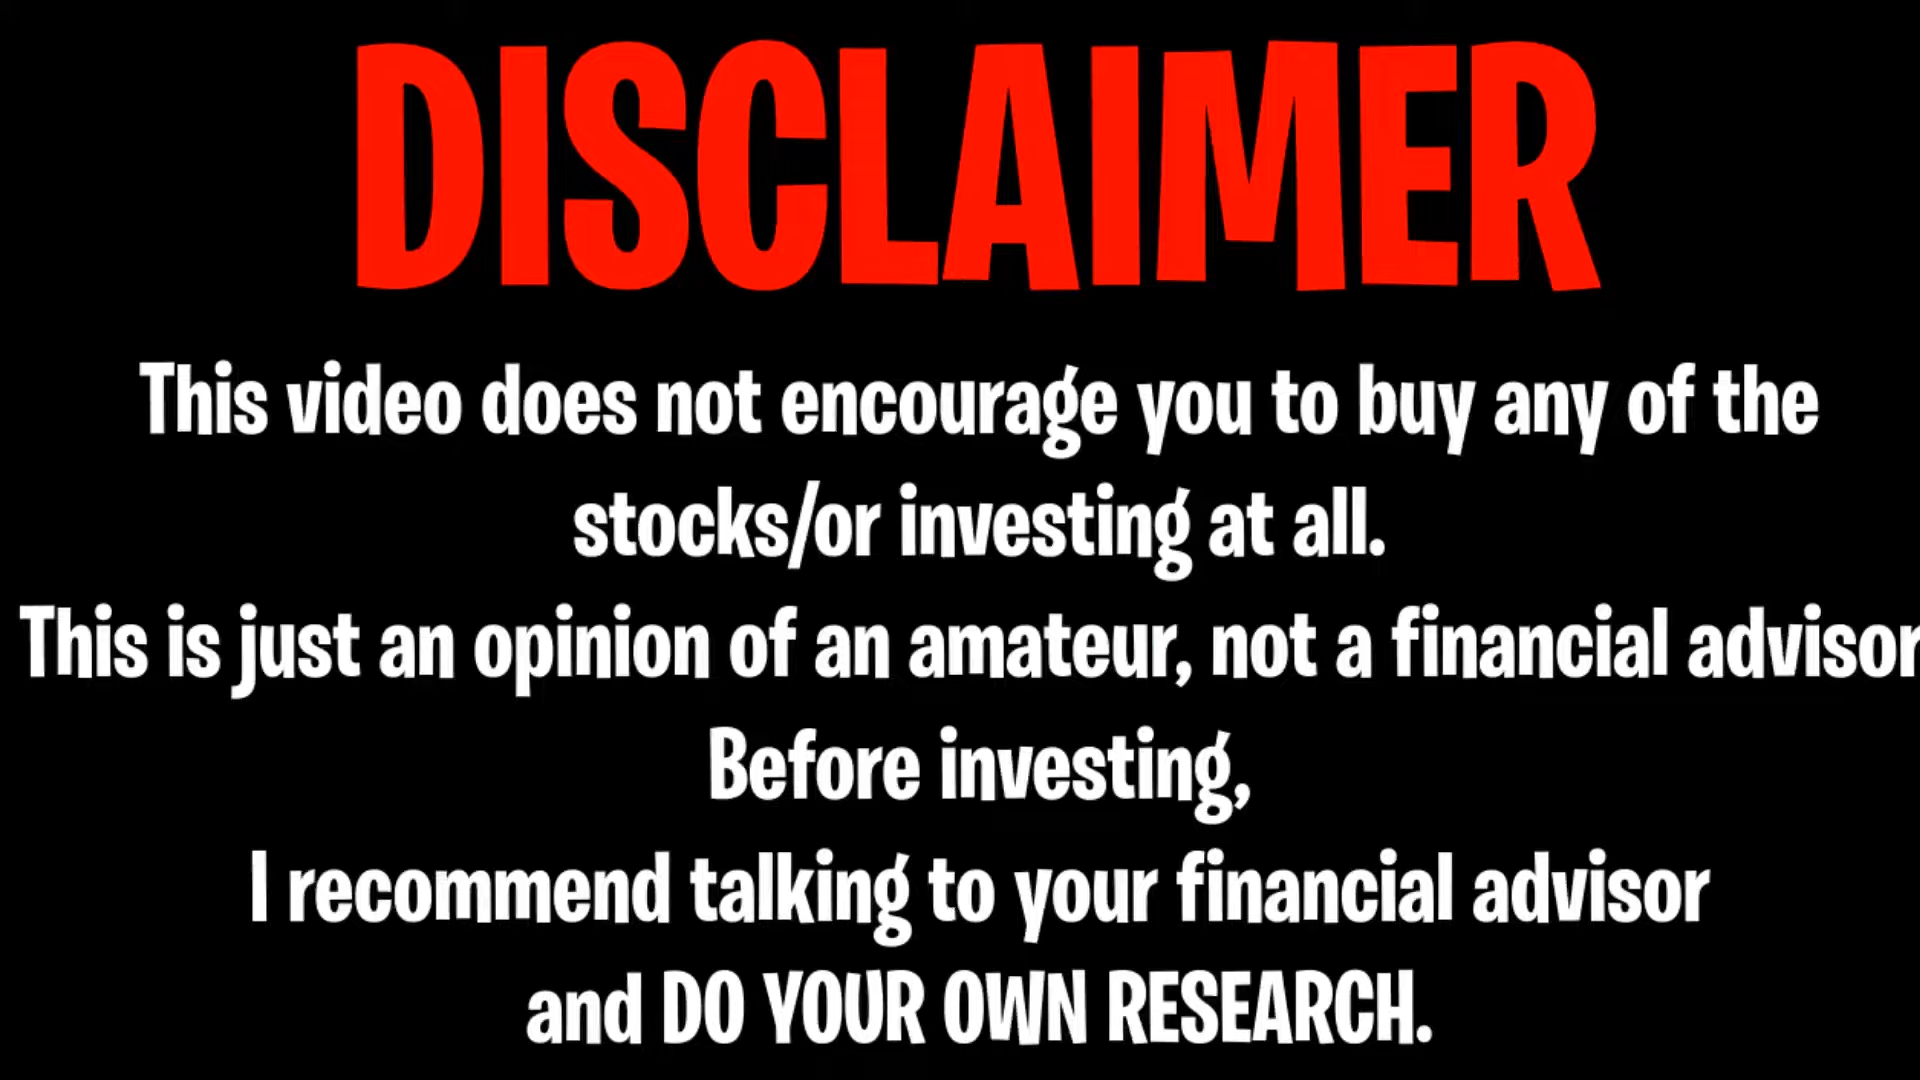 DISCLAIMER
This video does not encourage you to buy any of the
stocks/or investing at all.
This is just an opinion of an amateur, not a financial advisor
Before investing,
I recommend talking to your financial advisor
and DO YOUR OWN RESEARCH.